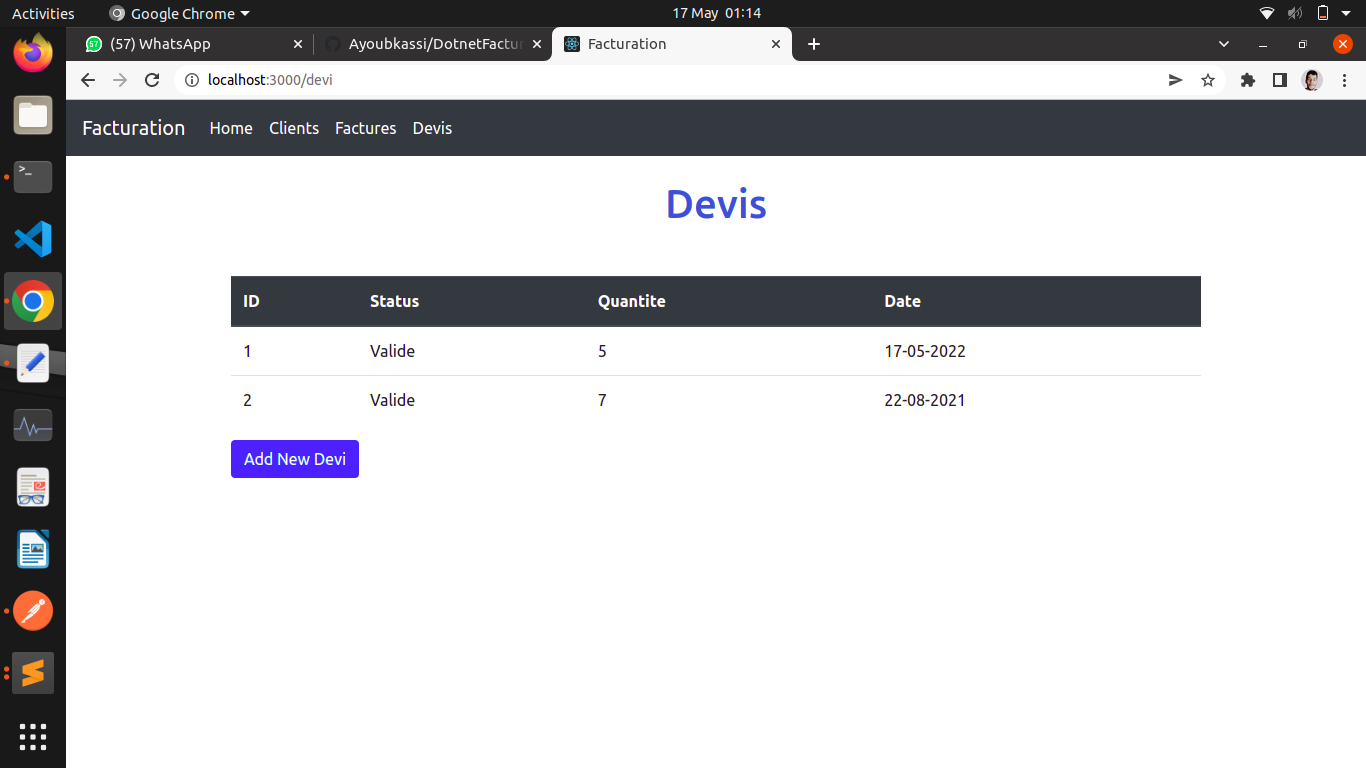 Activities Google Chrome 17 May 01:14
57 (57) WhatsApp Ayoubkassi/DotnetFactur Facturation
localhost:3000/devi
Facturation Home Clients Factures Devis
Devis
ID Status Quantite Date
1 Valide 5 17-05-2022
2 Valide 7 22-08-2021
Add New Devi